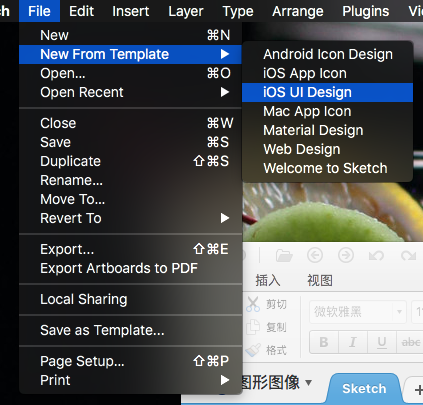 ch File Edit Insert Layer Type Arrange Plugins Vi
New ⌘N
New From Template ▶
Android Icon Design
iOS App Icon
Open... ⌘O
Open Recent ▶
iOS UI Design
Mac App Icon
Material Design
Web Design
Welcome to Sketch
Close ⌘W
Save ⌘S
Duplicate ⇧⌘S
Rename...
Move To...
Revert To ▶
Export... ⇧⌘E
Export Artboards to PDF
Local Sharing
Save as Template...
Page Setup... ⇧⌘P
Print ▶
插入 视图
剪切
微软雅黑
复制
B I U abc
格式
图形图像 Sketch